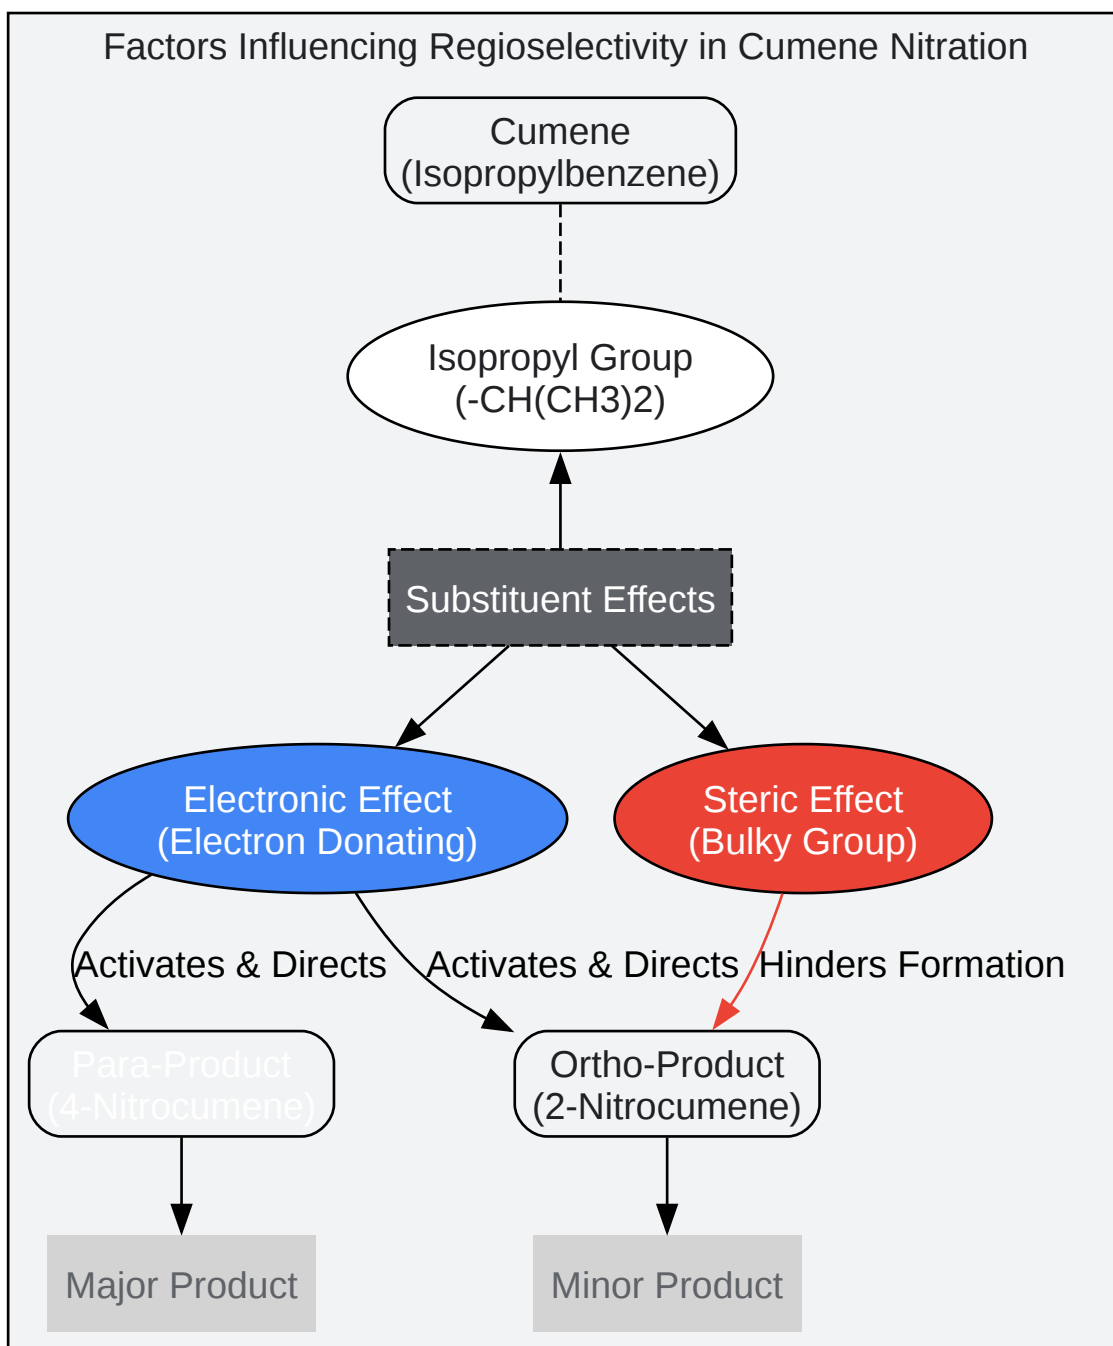 Factors Influencing Regioselectivity in Cumene Nitration
Cumene
(Isopropylbenzene)
Isopropyl Group
(-CH(CH3)2)
Substituent Effects
Electronic Effect
(Electron Donating)
Steric Effect
(Bulky Group)
Activates & Directs
Activates & Directs
Hinders Formation
Para-Product
(4-Nitrocumene)
Ortho-Product
(2-Nitrocumene)
Major Product
Minor Product